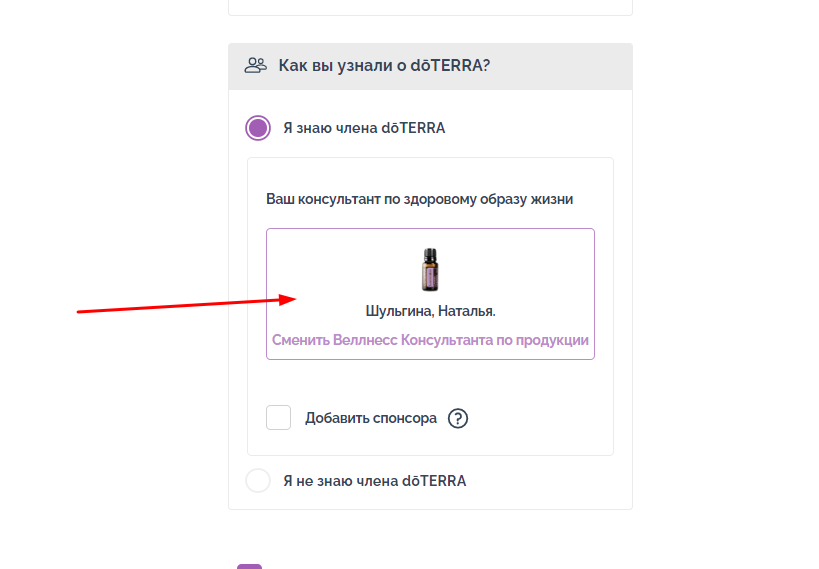 Как вы узнали о dōTERRA?
Я знаю члена dōTERRA
Ваш консультант по здоровому образу жизни
Шульгина, Наталья.
Сменить Веллнесс Консультанта по продукции
Добавить спонсора ?
Я не знаю члена dōTERRA